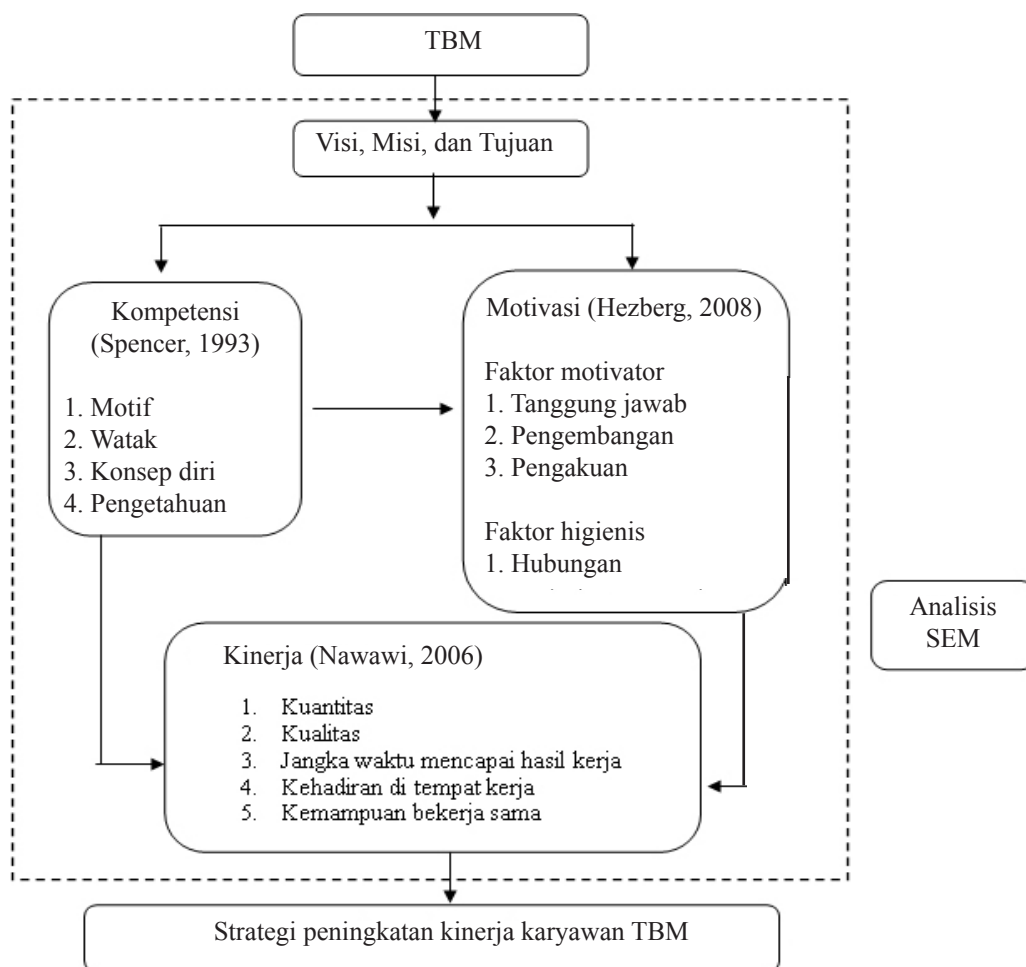 TBM
Visi, Misi, dan Tujuan
Kompetensi
(Spencer, 1993)
1. Motif
2. Watak
3. Konsep diri
4. Pengetahuan
Motivasi (Hezberg, 2008)
Faktor motivator
1. Tanggung jawab
2. Pengembangan
3. Pengakuan
Faktor higienis
1. Hubungan
Kinerja (Nawawi, 2006)
1. Kuantitas
2. Kualitas
3. Jangka waktu mencapai hasil kerja
4. Kehadiran di tempat kerja
5. Kemampuan bekerja sama
Analisis
SEM
Strategi peningkatan kinerja karyawan TBM